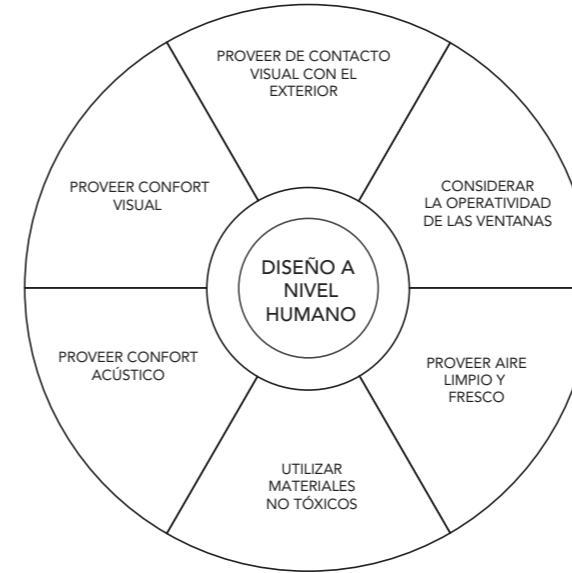 PROVEER DE CONTACTO
VISUAL CON EL
EXTERIOR
PROVEER CONFORT
VISUAL
CONSIDERAR
LA OPERATIVIDAD
DE LAS VENTANAS
DISEÑO A
NIVEL
HUMANO
PROVEER CONFORT
ACÚSTICO
PROVEER AIRE
LIMPIO Y
FRESCO
UTILIZAR
MATERIALES
NO TÓXICOS